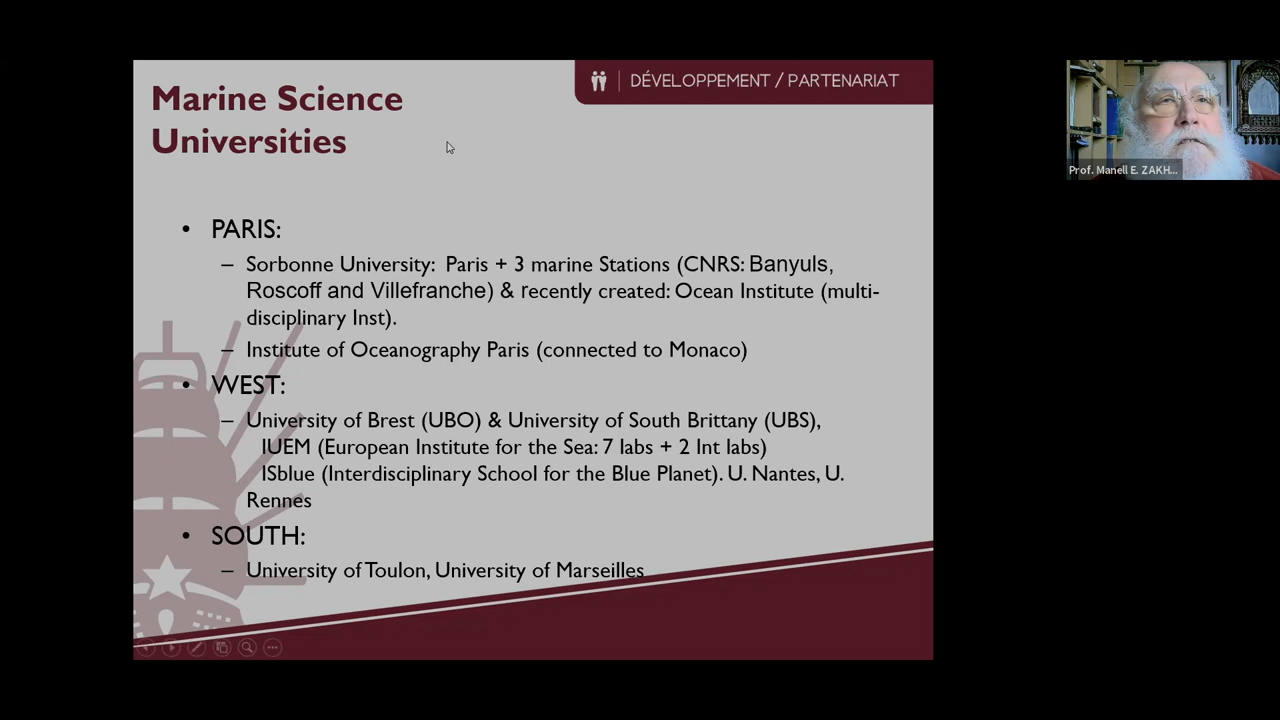 DÉVELOPPEMENT / PARTENARIAT
Marine Science
Universities
• PARIS:
– Sorbonne University: Paris + 3 marine Stations (CNRS: Banyuls,
Roscoff and Villefranche) & recently created: Ocean Institute (multi-
disciplinary Inst).
– Institute of Oceanography Paris (connected to Monaco)
• WEST:
– University of Brest (UBO) & University of South Brittany (UBS),
IUEM (European Institute for the Sea: 7 labs + 2 Int labs)
ISblue (Interdisciplinary School for the Blue Planet). U. Nantes, U.
Rennes
• SOUTH:
– University of Toulon, University of Marseilles
Prof. Manell E. ZAKH...